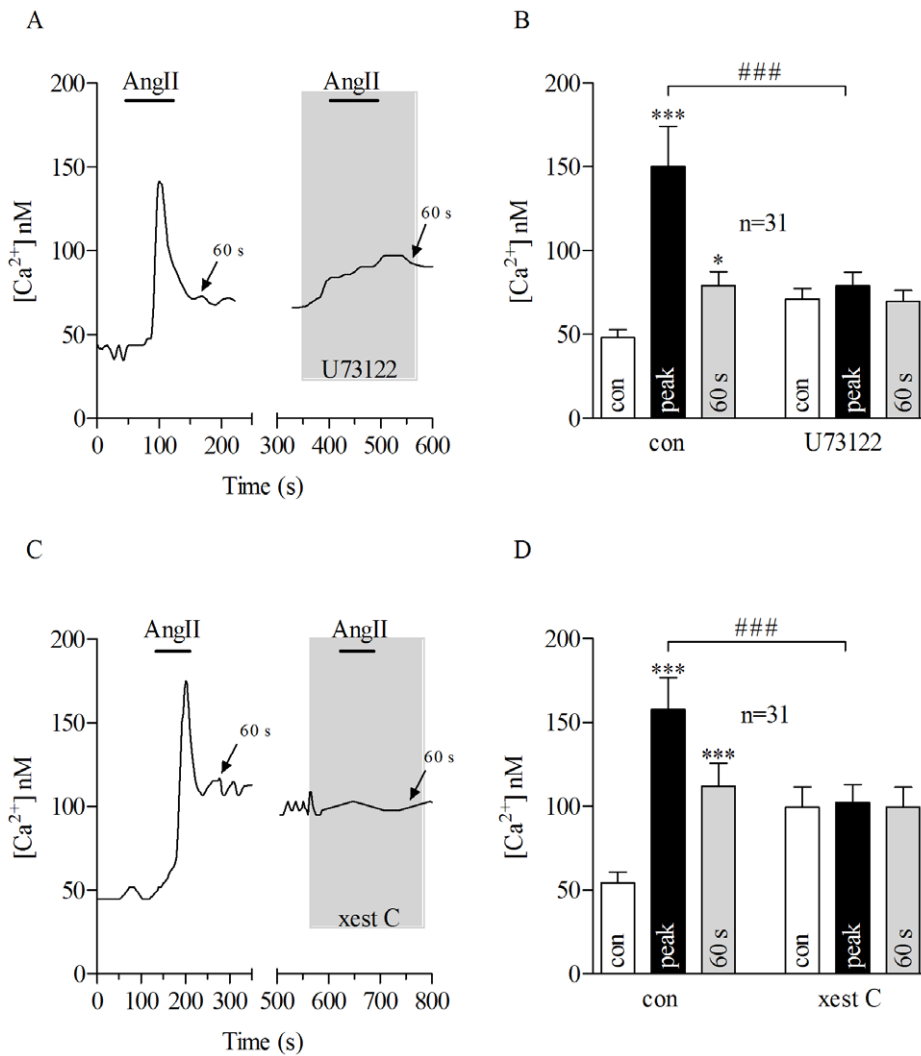 A
AngII
AngII
200
150
100
50
0
[Ca2+] nM
60 s
60 s
U73122
0 100 200 300 400 500 600
Time (s)
B
###
***
*
n=31
200
150
100
50
0
[Ca2+] nM
con peak 60 s con peak 60 s
con U73122
C
AngII
AngII
200
150
100
50
0
[Ca2+] nM
60 s
60 s
xest C
0 100 200 300 500 600 700 800
Time (s)
D
###
***
***
n=31
200
150
100
50
0
[Ca2+] nM
con peak 60 s con peak 60 s
con xest C